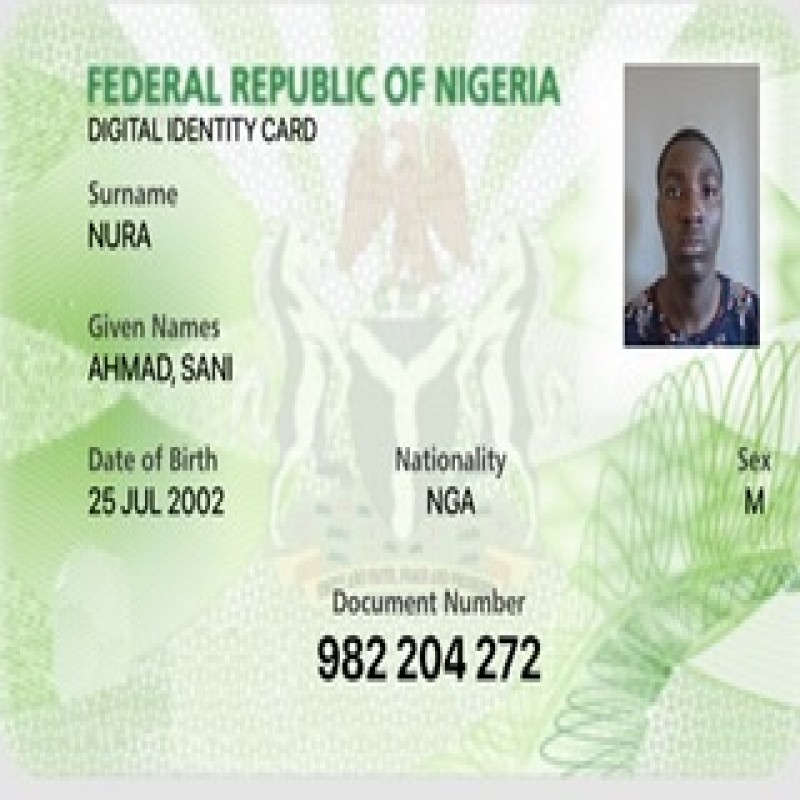 FEDERAL REPUBLIC OF NIGERIA
DIGITAL IDENTITY CARD
Surname
NURA
Given Names
AHMAD, SANI
Date of Birth
25 JUL 2002
Nationality
NGA
Sex
M
Document Number
982 204 272